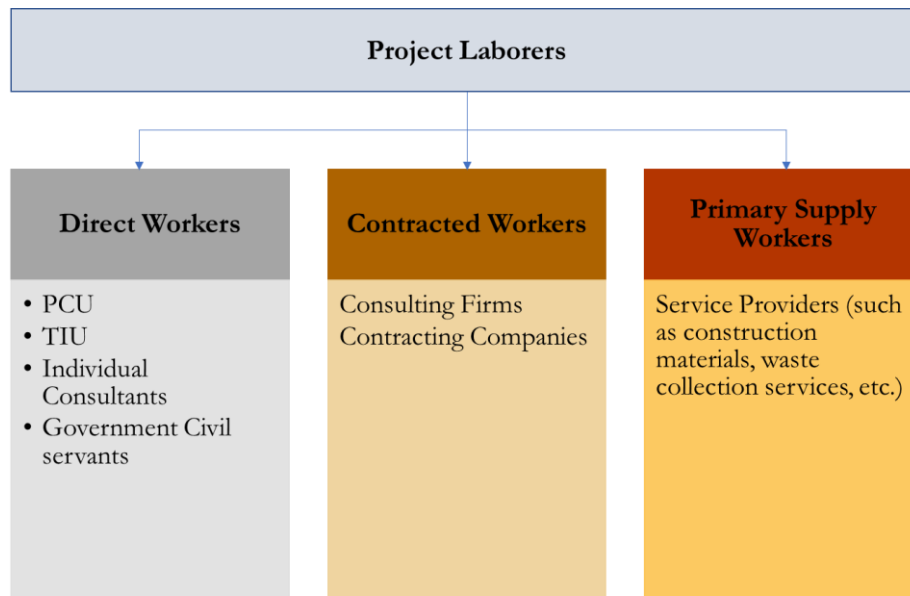 Project Laborers
Direct Workers
• PCU
• TIU
• Individual
Consultants
• Government Civil
servants
Contracted Workers
Consulting Firms
Contracting Companies
Primary Supply
Workers
Service Providers (such
as construction
materials, waste
collection services, etc.)